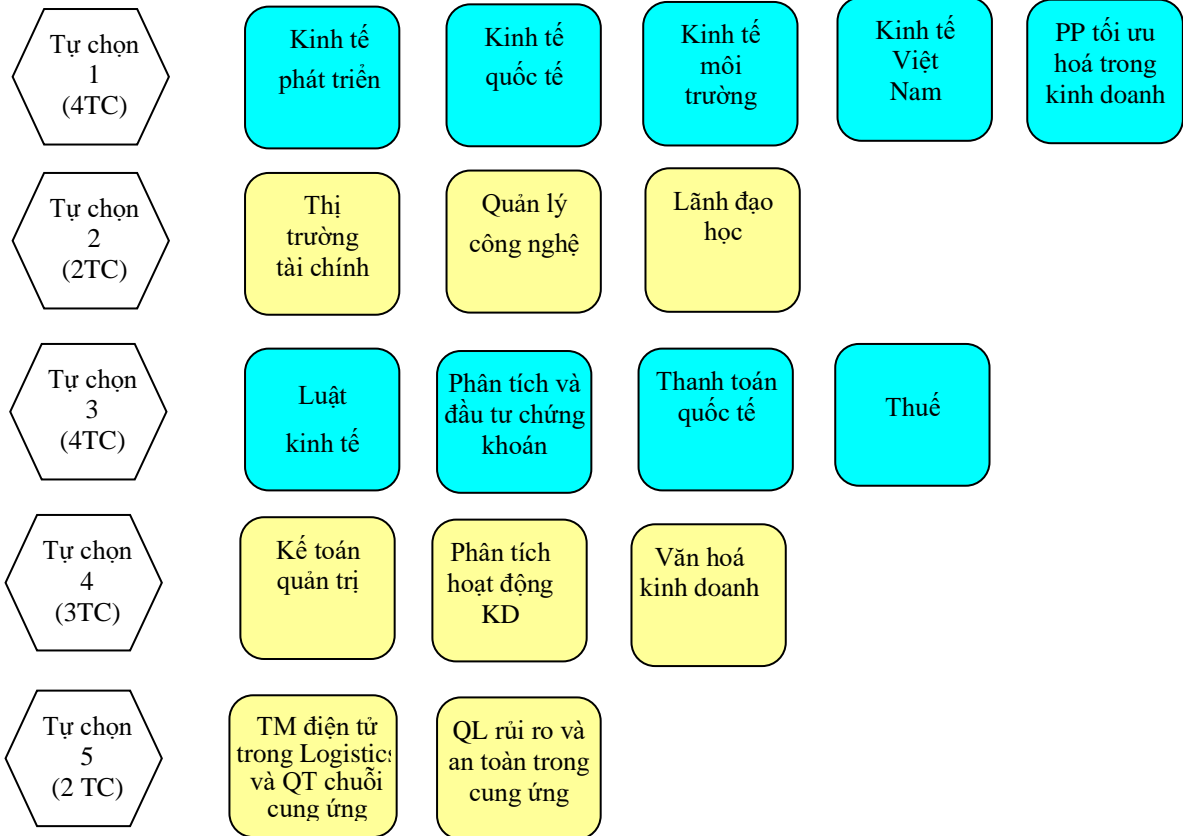 Tự chọn
1
(4TC)
Kinh tế
phát triển
Kinh tế
quốc tế
Kinh tế
môi
trường
Kinh tế
Việt
Nam
PP tối ưu
hoá trong
kinh doanh
Tự chọn
2
(2TC)
Thị
trường
tài chính
Quản lý
công nghệ
Lãnh đạo
học
Tự chọn
3
(4TC)
Luật
kinh tế
Phân tích và
đầu tư chứng
khoán
Thanh toán
quốc tế
Thuế
Tự chọn
4
(3TC)
Kế toán
quản trị
Phân tích
hoạt động
KD
Văn hoá
kinh doanh
Tự chọn
5
(2 TC)
TM điện tử
trong Logistics
và QT chuỗi
cung ứng
QL rủi ro và
an toàn trong
cung ứng